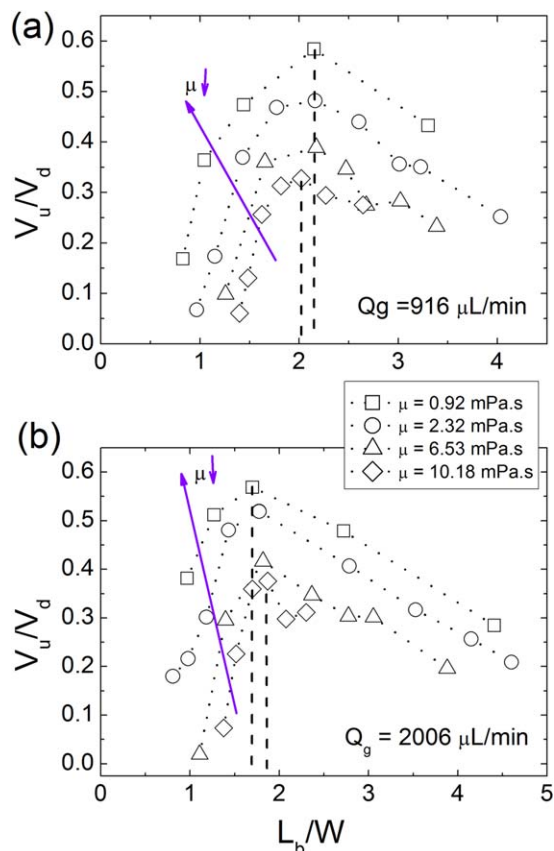 (a)
μ
V_u/V_d
0.6
0.5
0.4
0.3
0.2
0.1
0.0
Qg =916 μL/min
0 1 2 3 4
μ = 0.92 mPa.s
μ = 2.32 mPa.s
μ = 6.53 mPa.s
μ = 10.18 mPa.s
(b)
μ
V_u/V_d
0.6
0.5
0.4
0.3
0.2
0.1
0.0
Q_g = 2006 μL/min
0 1 2 3 4 5
L_b/W